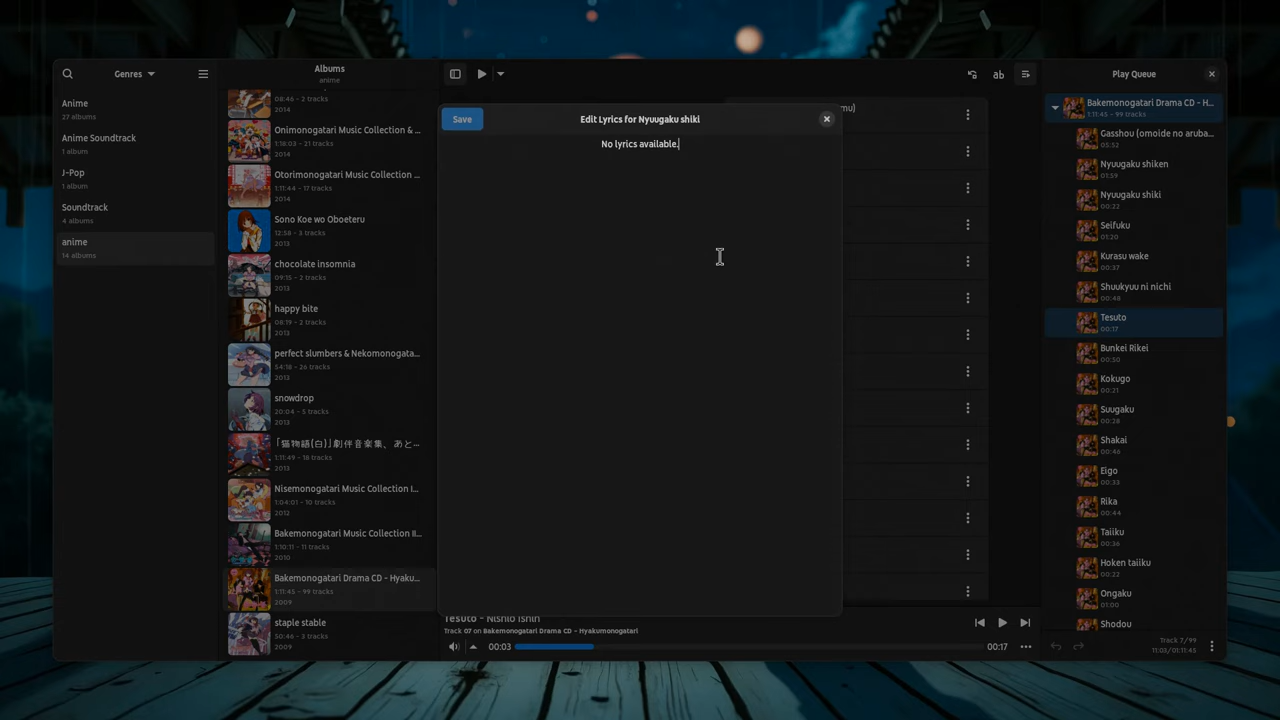 Genres
Anime
27 albums
Anime Soundtrack
1 album
J-Pop
1 album
Soundtrack
4 albums
anime
14 albums
Albums
anime
08:46 - 2 tracks
2014
Onimonogatari Music Collection & ...
1:18:03 - 21 tracks
2014
Otorimonogatari Music Collection ...
1:11:44 - 17 tracks
2014
Sono Koe wo Oboeteru
12:58 - 3 tracks
2013
chocolate insomnia
09:15 - 2 tracks
2013
happy bite
08:19 - 2 tracks
2013
perfect slumbers & Nekomonogata...
54:18 - 26 tracks
2013
snowdrop
20:04 - 5 tracks
2013
「猫物語(白)」劇伴音楽集、あと...
1:11:49 - 18 tracks
2013
Nisemonogatari Music Collection I...
1:04:01 - 10 tracks
2012
Bakemonogatari Music Collection II...
1:10:11 - 11 tracks
2010
Bakemonogatari Drama CD - Hyaku...
1:11:45 - 99 tracks
2009
staple stable
50:46 - 3 tracks
2009
ab
mu)
Save
Edit Lyrics for Nyuugaku shiki
No lyrics available.
Tesuto - Nishio Ishin
Track 07 on Bakemonogatari Drama CD - Hyakumonogatari
00:03
00:17
Play Queue
Bakemonogatari Drama CD - H...
1:11:45 - 99 tracks
Gasshou (omoide no aruba...
05:32
Nyuugaku shiken
01:59
Nyuugaku shiki
00:22
Seifuku
01:20
Kurasu wake
00:37
Shuukyuu ni nichi
00:48
Tesuto
00:17
Bunkei Rikei
00:50
Kokugo
00:21
Suugaku
00:28
Shakai
00:46
Eigo
00:33
Rika
00:44
Taiiku
00:36
Hoken taiiku
00:22
Ongaku
01:00
Shodou
Track 7/99
11:03/01:11:45